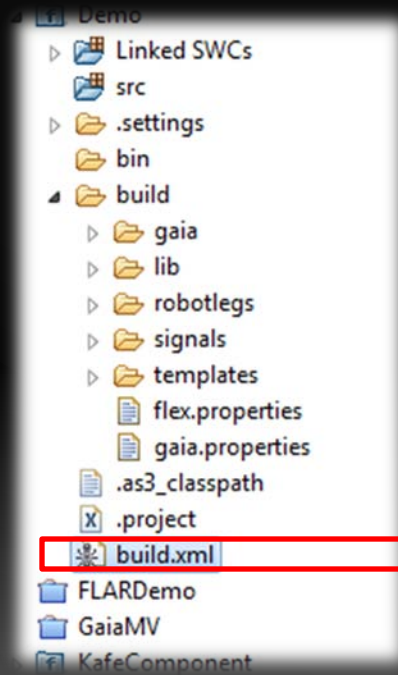 Demo
Linked SWCs
src
.settings
bin
build
gaia
lib
robotlegs
signals
templates
flex.properties
gaia.properties
.as3_classpath
.project
build.xml
FLARDemo
GaiaMV
KafeComponent